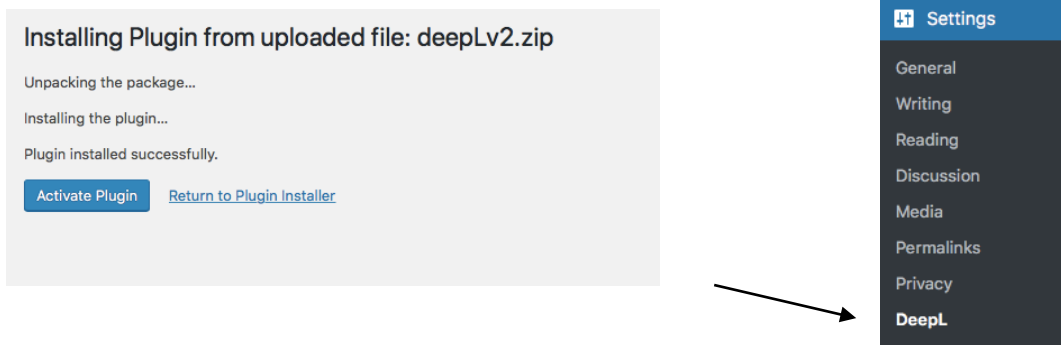 Installing Plugin from uploaded file: deepLv2.zip
Unpacking the package...
Installing the plugin...
Plugin installed successfully.
Activate Plugin Return to Plugin Installer
Settings
General
Writing
Reading
Discussion
Media
Permalinks
Privacy
DeepL